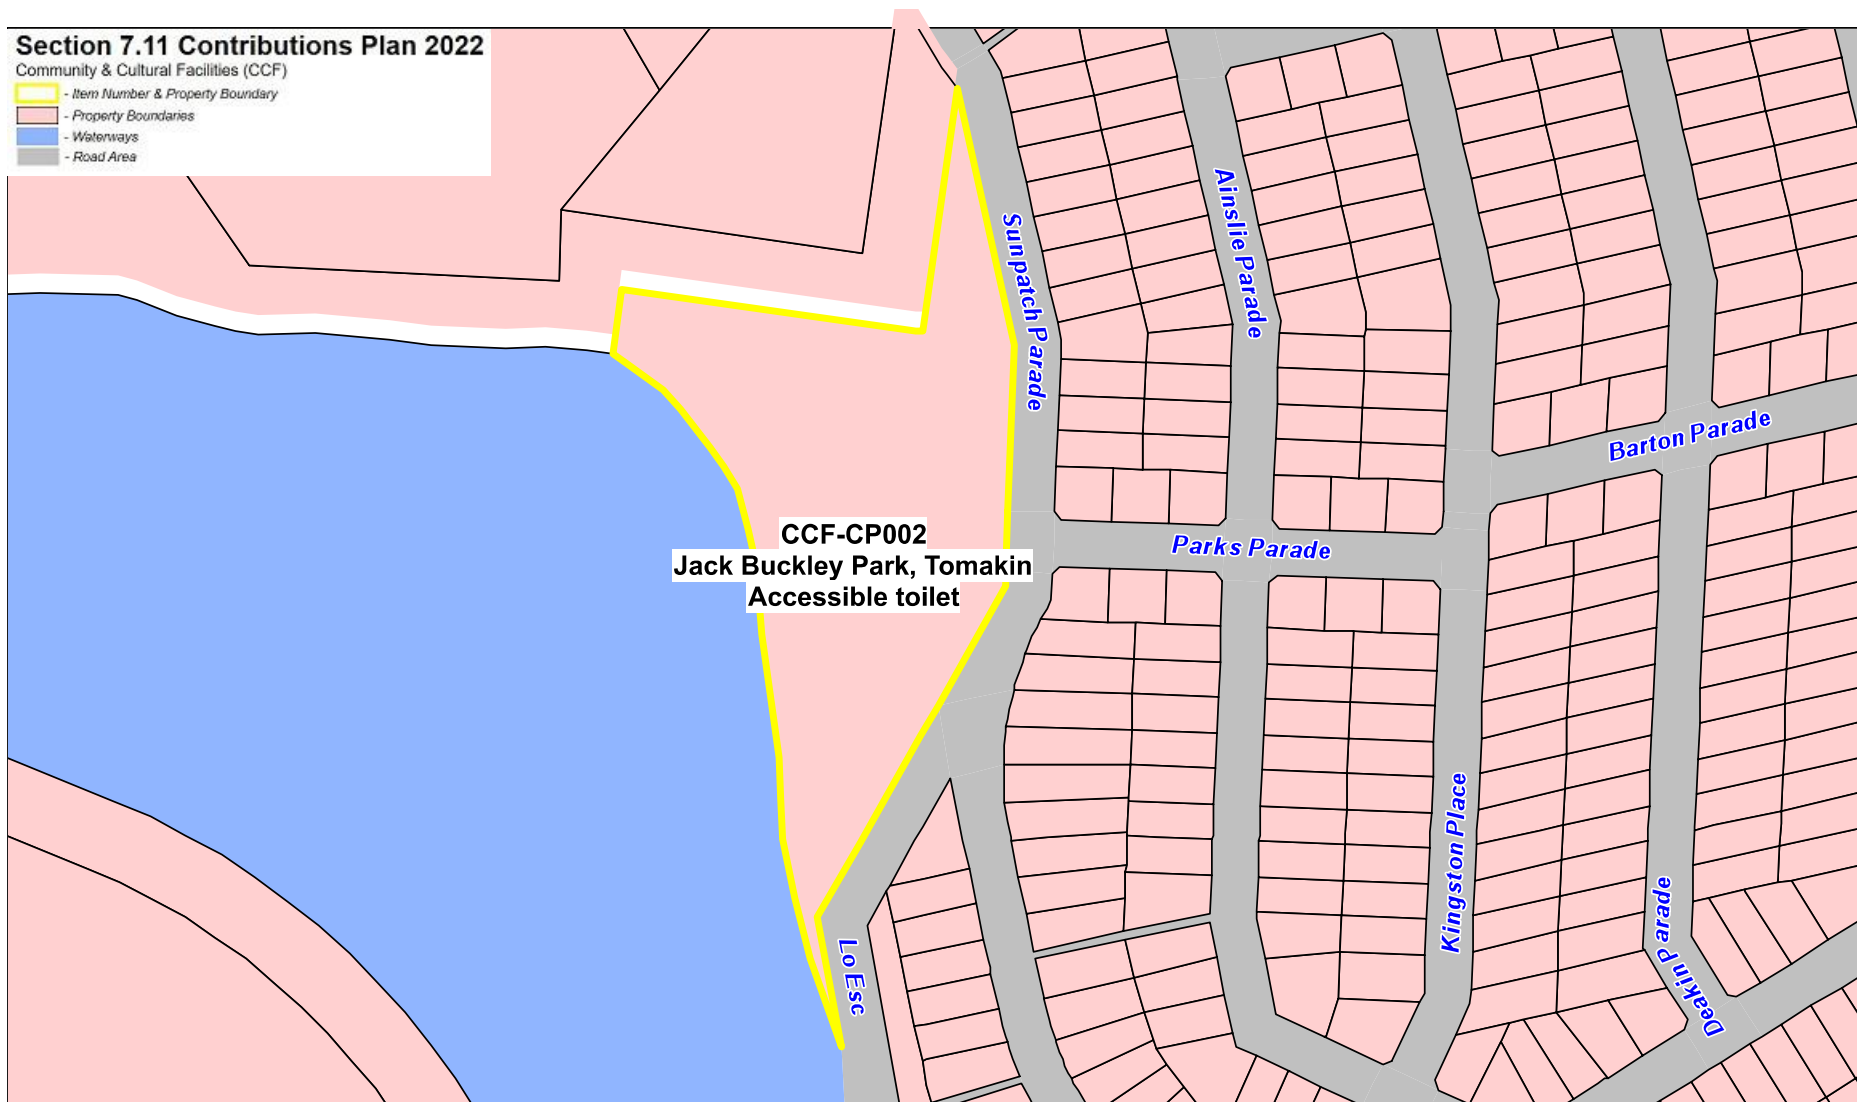 Section 7.11 Contributions Plan 2022
Community & Cultural Facilities (CCF)
- Item Number & Property Boundary
- Property Boundaries
- Waterways
- Road Area
Sunpatch Parade
Ainslie Parade
Barton Parade
CCF-CP002
Jack Buckley Park, Tomakin
Accessible toilet
Parks Parade
Kingston Place
Deakin Parade
Lo Esc